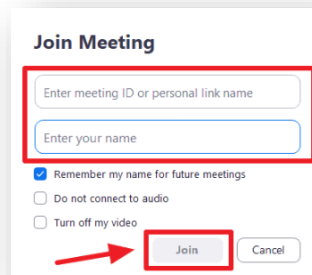 Join Meeting
Enter meeting ID or personal link name
Enter your name
Remember my name for future meetings
Do not connect to audio
Turn off my video
Join Cancel